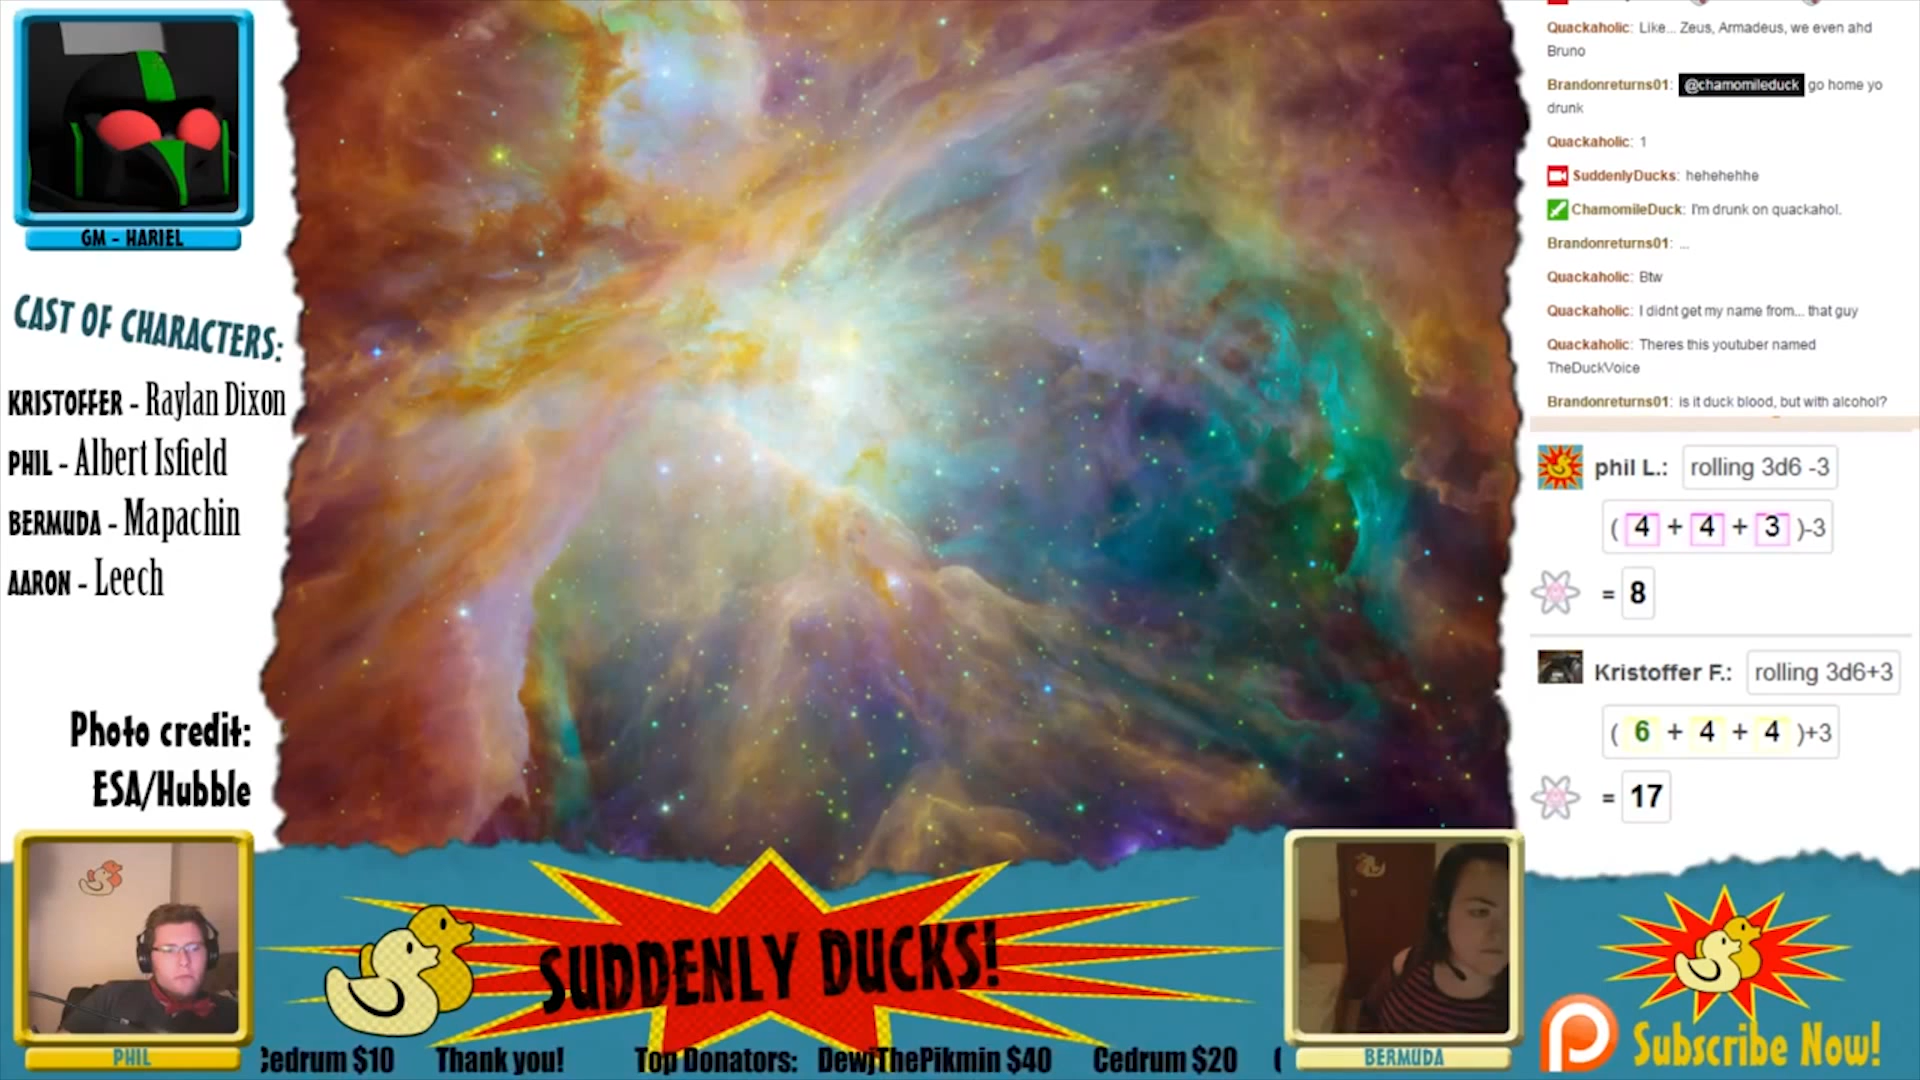 GM - HARIEL
CAST OF CHARACTERS:
KRISTOFFER - Raylan Dixon
PHIL - Albert Isfield
BERMUDA - Mapachin
AARON - Leech
Photo credit:
ESA/Hubble
PHIL
SUDDENLY DUCKS!
Cedrum $10 Thank you! Top Donators: DewjThePikmin $40 Cedrum $20
BERMUDA
Quackaholic: Like... Zeus, Armadeus, we even ahd
Bruno
Brandonreturns01: @chamomileduck go home yo
drunk
Quackaholic: 1
SuddenlyDucks: hehehehhe
ChamomileDuck: I'm drunk on quackahol.
Brandonreturns01: ...
Quackaholic: Btw
Quackaholic: I didnt get my name from... that guy
Quackaholic: Theres this youtuber named
TheDuckVoice
Brandonreturns01: is it duck blood, but with alcohol?
phil L.: rolling 3d6 -3
( 4 + 4 + 3 )-3
= 8
Kristoffer F.: rolling 3d6+3
( 6 + 4 + 4 )+3
= 17
Subscribe Now!